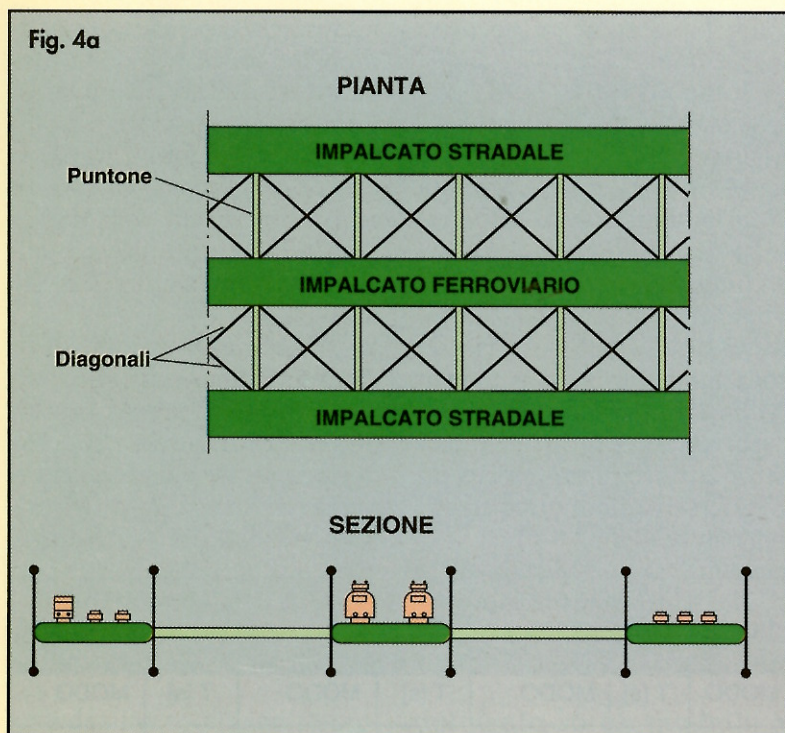 Fig. 4a
PIANTA
IMPALCATO STRADALE
Puntone
IMPALCATO FERROVIARIO
Diagonali
IMPALCATO STRADALE
SEZIONE